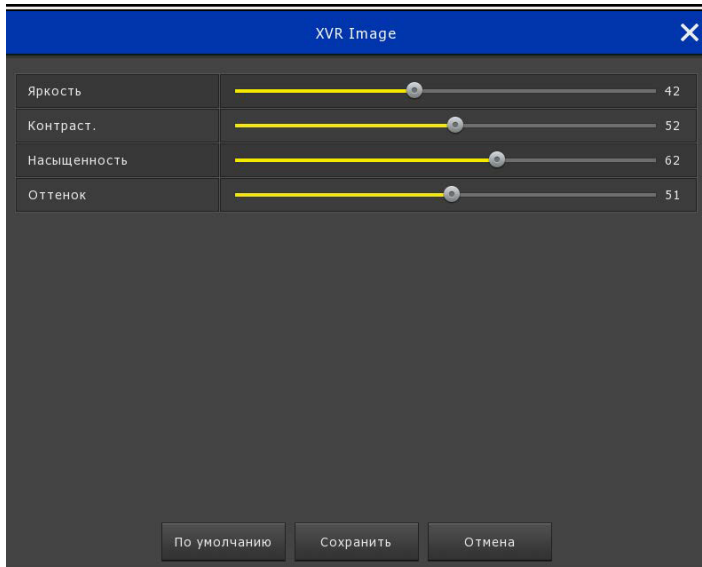 XVR Image
Яркость 42
Контраст. 52
Насыщенность 62
Оттенок 51
По умолчанию Сохранить Отмена